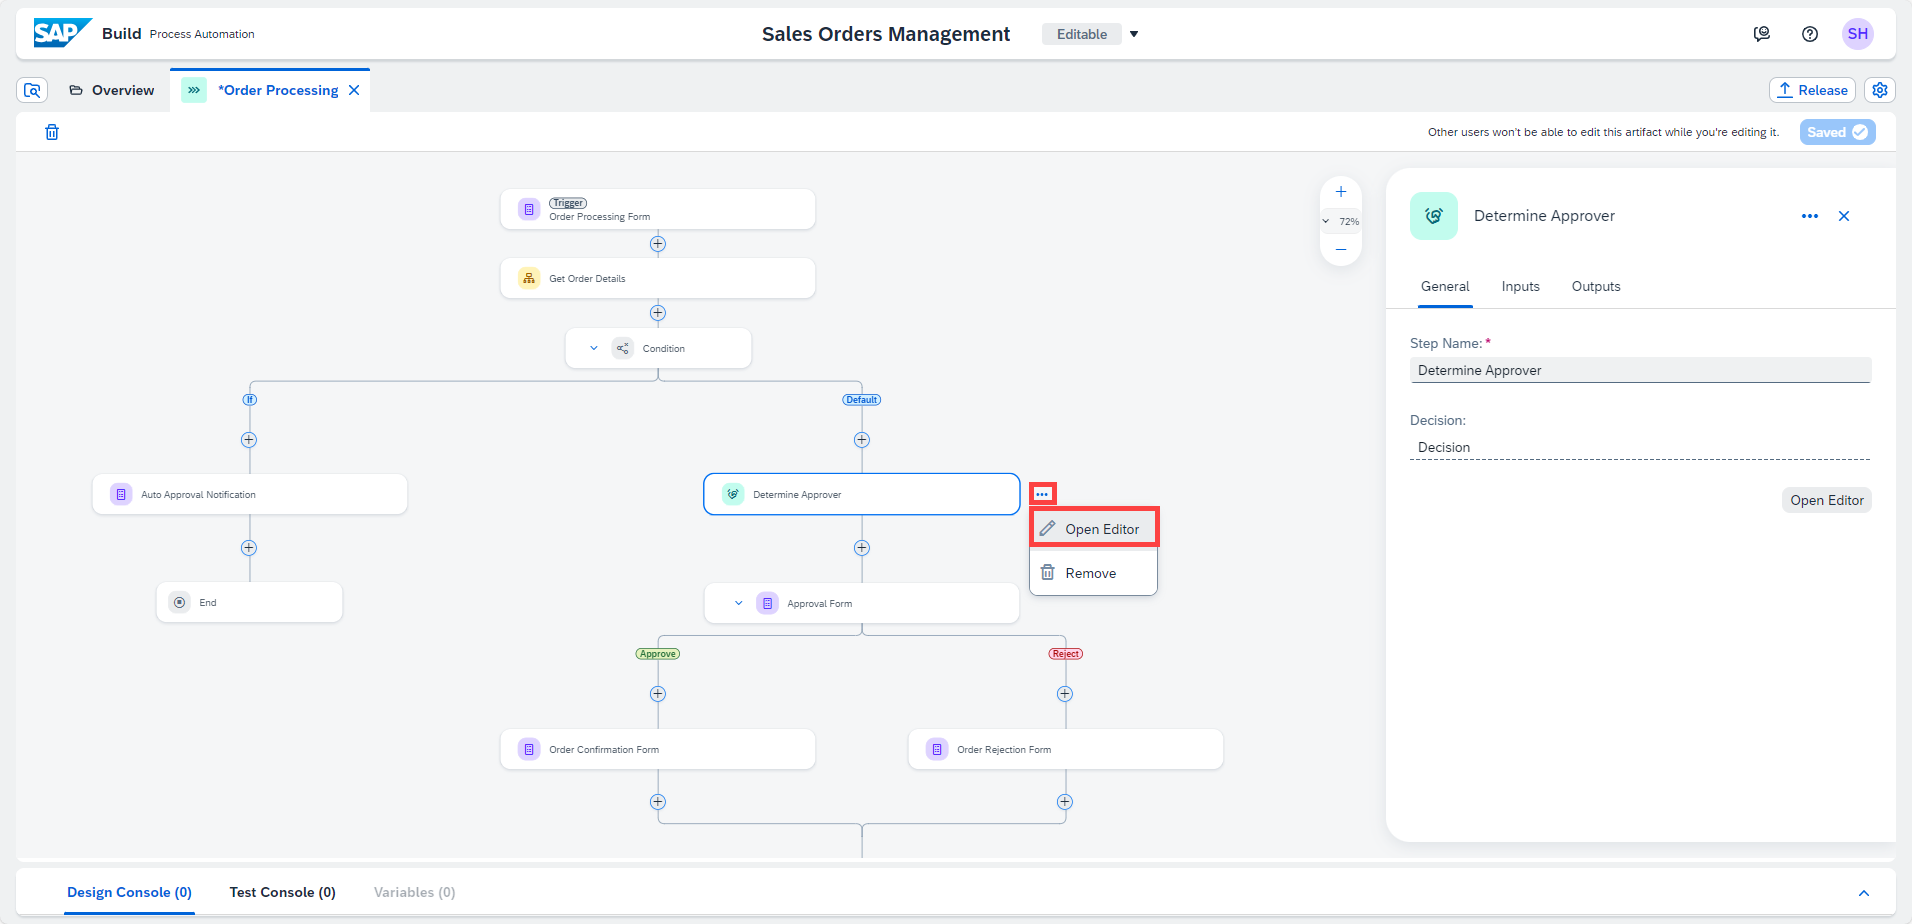 SAP Build Process Automation
Sales Orders Management
Editable
SH
Overview
*Order Processing
Release
Other users won't be able to edit this artifact while you're editing it.
Saved
Trigger
Order Processing Form
Get Order Details
Condition
If
Default
Auto Approval Notification
Determine Approver
Open Editor
Remove
End
Approval Form
Approve
Reject
Order Confirmation Form
Order Rejection Form
72%
Determine Approver
General Inputs Outputs
Step Name: *
Determine Approver
Decision:
Decision
Open Editor
Design Console (0) Test Console (0) Variables (0)